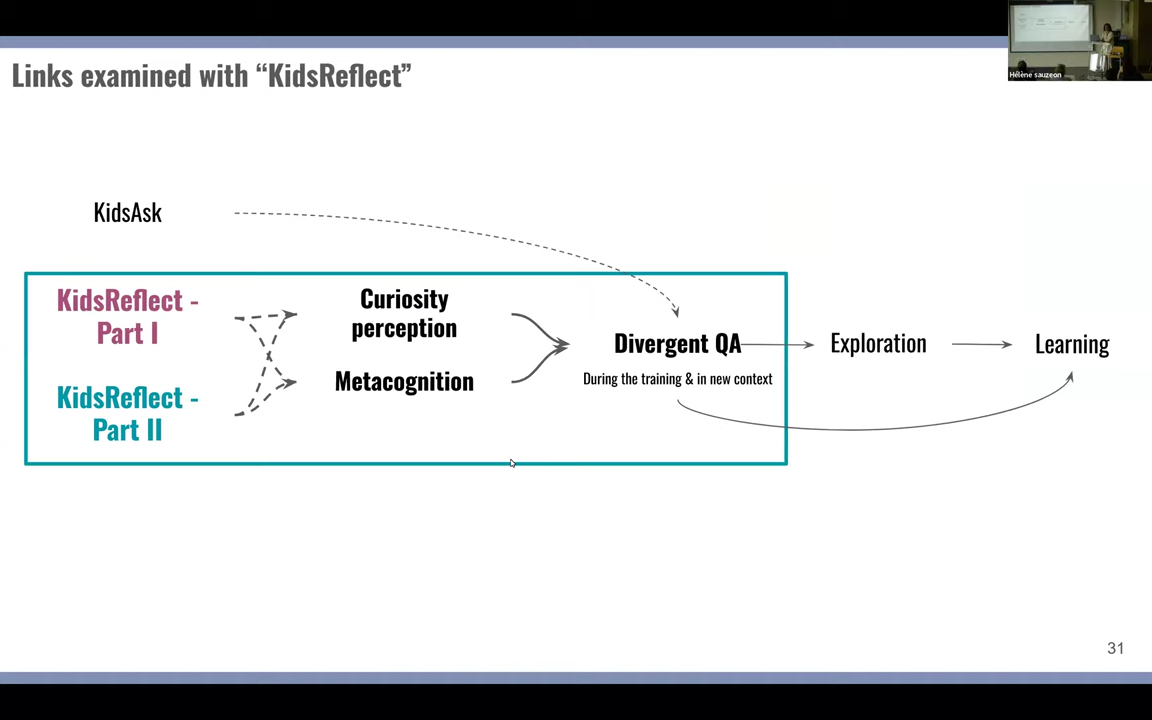 Links examined with “KidsReflect”
Hélène sauzeon
KidsAsk
KidsReflect -
Part I
Curiosity
perception
Divergent QA
During the training & in new context
Exploration
Learning
Metacognition
KidsReflect -
Part II
31